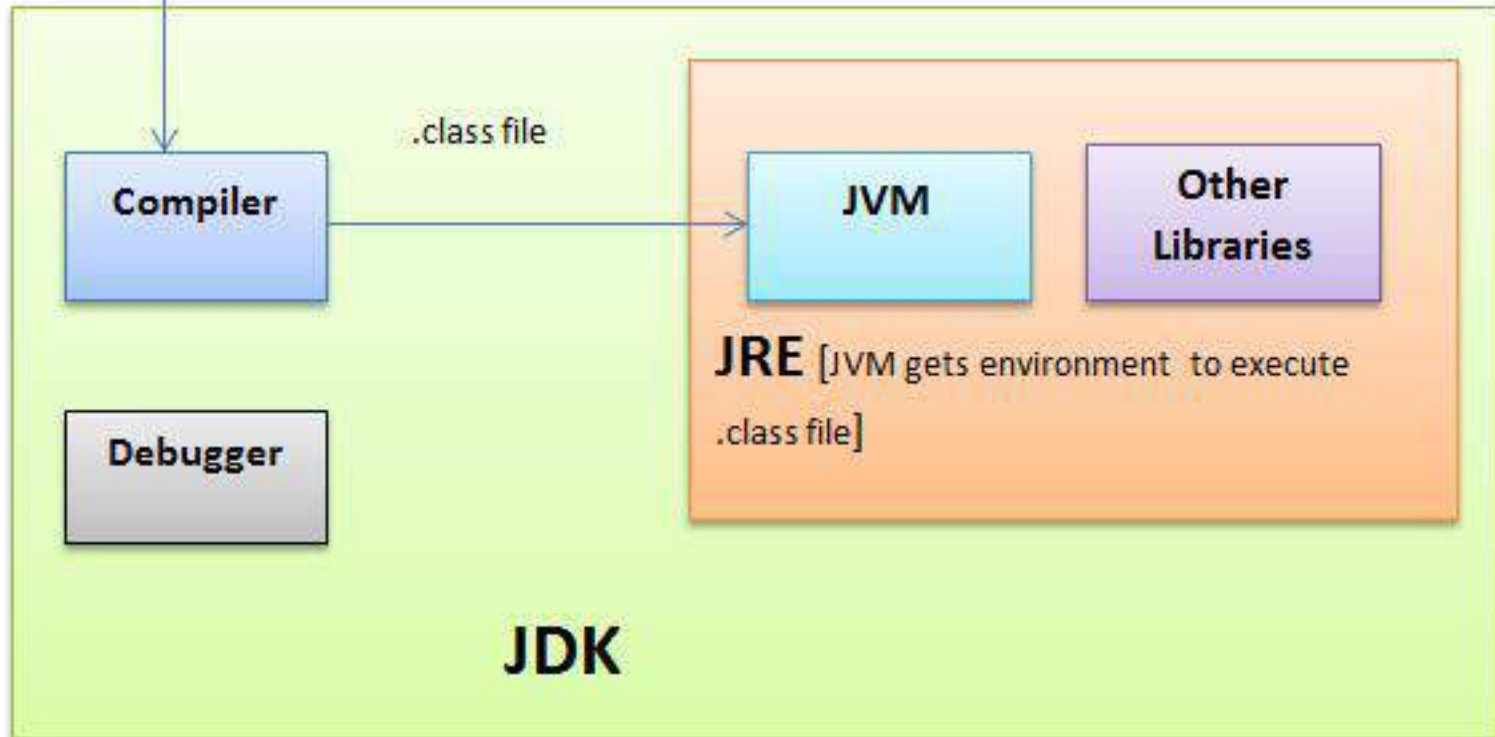 .class file
Compiler
JVM
Other
Libraries
JRE [JVM gets environment to execute
.class file]
Debugger
JDK